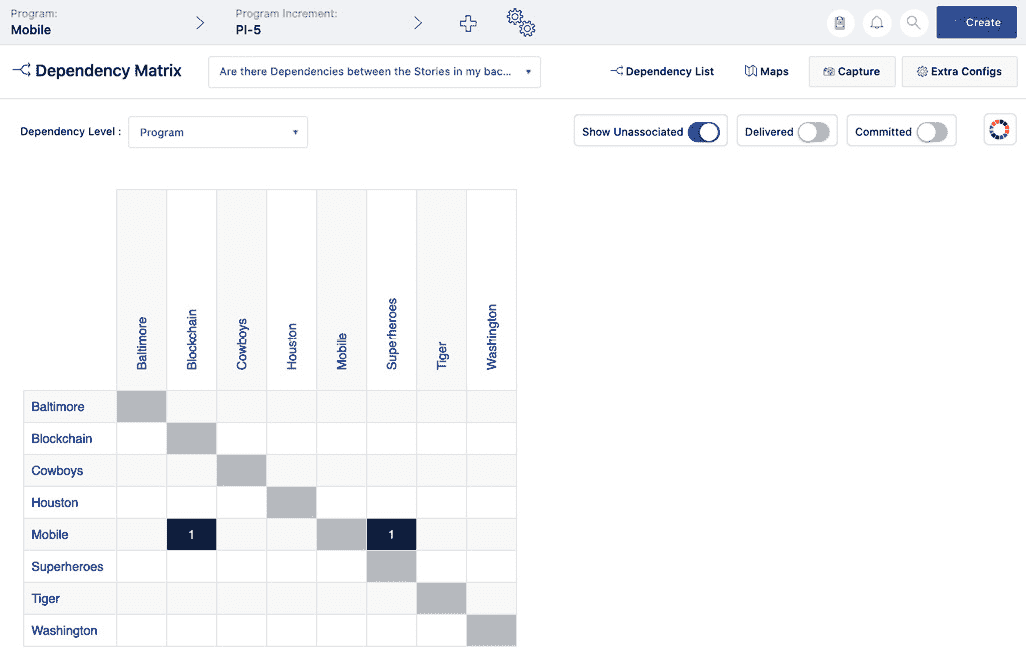 Program:
Mobile
Program Increment:
PI-5
Create
Dependency Matrix
Are there Dependencies between the Stories in my bac...
Dependency List
Maps
Capture
Extra Configs
Dependency Level :
Program
Show Unassociated
Delivered
Committed
Baltimore
Blockchain
Cowboys
Houston
Mobile
Superheroes
Tiger
Washington
Baltimore
Blockchain
Cowboys
Houston
Mobile 1 1
Superheroes
Tiger
Washington